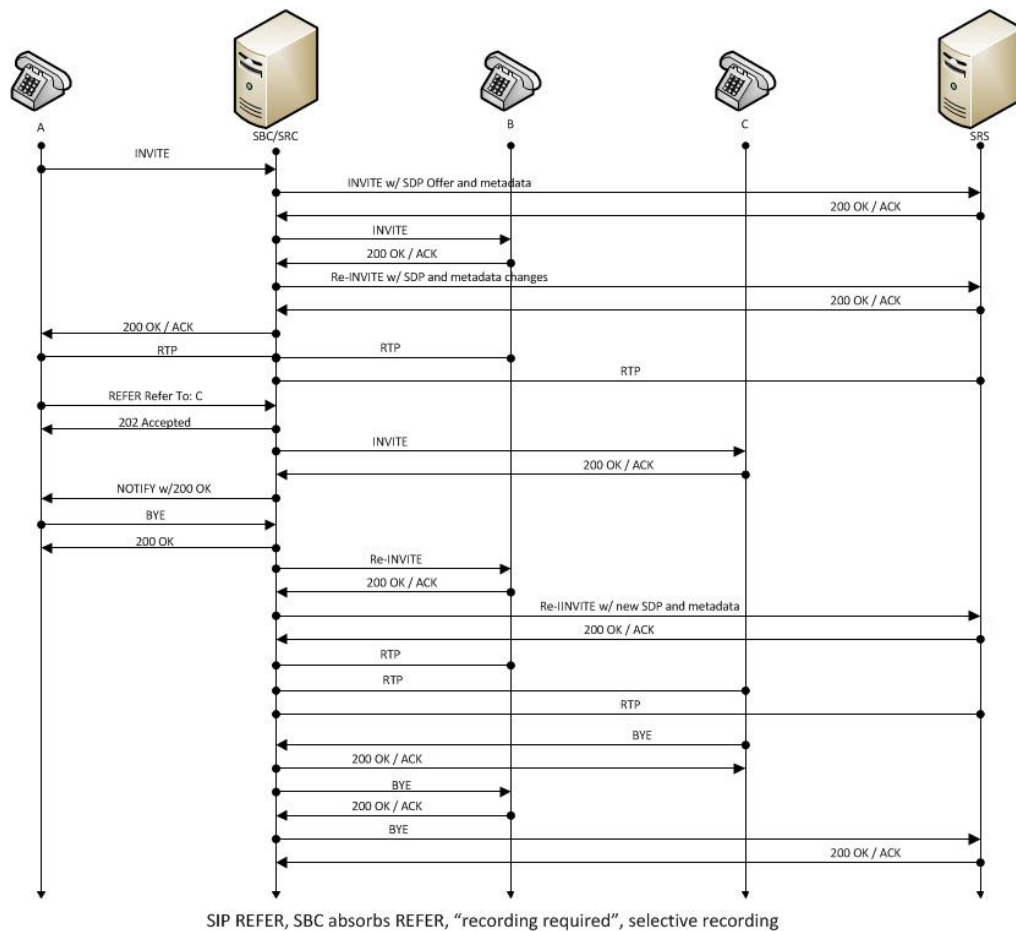 A
SBC/SRC
B
C
SRS
INVITE
INVITE w/ SDP Offer and metadata
200 OK / ACK
INVITE
200 OK / ACK
Re-INVITE w/ SDP and metadata changes
200 OK / ACK
200 OK / ACK
RTP
RTP
RTP
REFER Refer To: C
202 Accepted
INVITE
200 OK / ACK
NOTIFY w/200 OK
BYE
200 OK
Re-INVITE
200 OK / ACK
Re-IINVITE w/ new SDP and metadata
200 OK / ACK
RTP
RTP
RTP
BYE
200 OK / ACK
BYE
200 OK / ACK
BYE
200 OK / ACK
SIP REFER, SBC absorbs REFER, “recording required”, selective recording